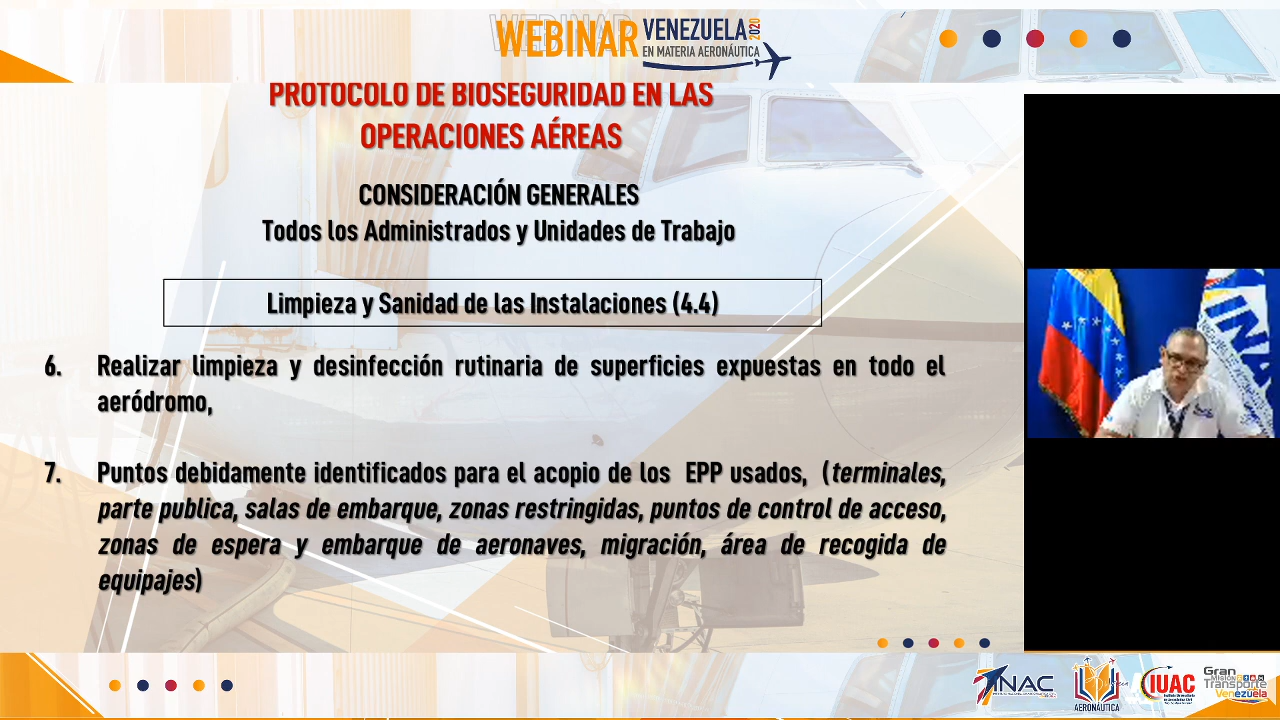 WEBINAR VENEZUELA 2020
EN MATERIA AERONÁUTICA
PROTOCOLO DE BIOSEGURIDAD EN LAS
OPERACIONES AÉREAS
CONSIDERACIÓN GENERALES
Todos los Administrados y Unidades de Trabajo
Limpieza y Sanidad de las Instalaciones (4.4)
6. Realizar limpieza y desinfección rutinaria de superficies expuestas en todo el
aeródromo,
7. Puntos debidamente identificados para el acopio de los EPP usados, (terminales,
parte publica, salas de embarque, zonas restringidas, puntos de control de acceso,
zonas de espera y embarque de aeronaves, migración, área de recogida de
equipajes)
INAC
AERONÁUTICA
IUAC
Gran
Misión
Transporte
Venezuela